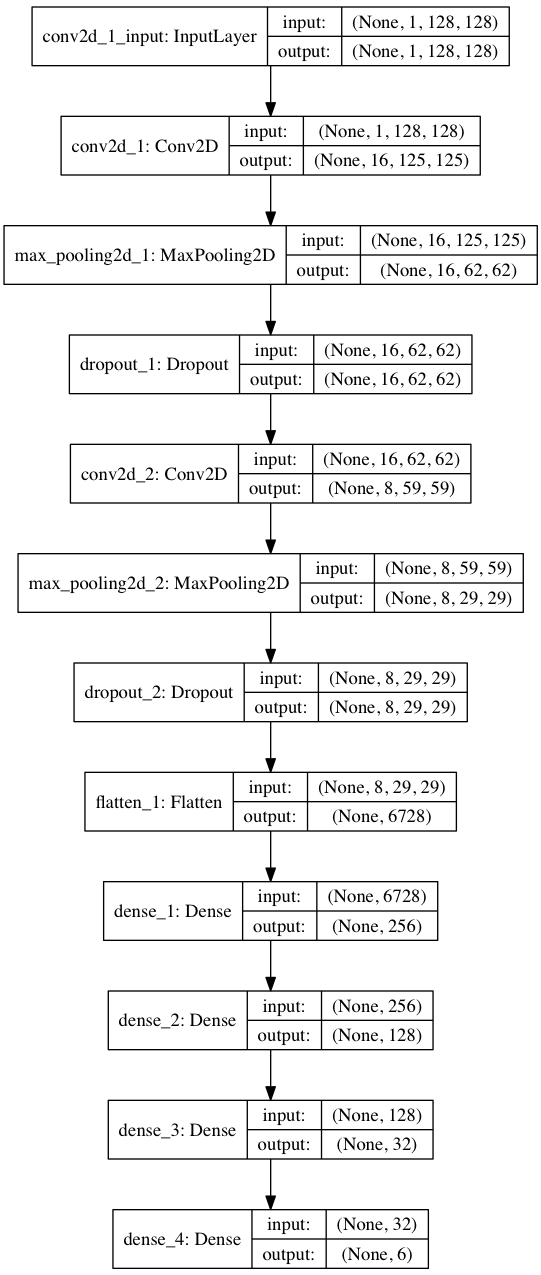 conv2d_1_input: InputLayer
input: (None, 1, 128, 128)
output: (None, 1, 128, 128)
conv2d_1: Conv2D
input: (None, 1, 128, 128)
output: (None, 16, 125, 125)
max_pooling2d_1: MaxPooling2D
input: (None, 16, 125, 125)
output: (None, 16, 62, 62)
dropout_1: Dropout
input: (None, 16, 62, 62)
output: (None, 16, 62, 62)
conv2d_2: Conv2D
input: (None, 16, 62, 62)
output: (None, 8, 59, 59)
max_pooling2d_2: MaxPooling2D
input: (None, 8, 59, 59)
output: (None, 8, 29, 29)
dropout_2: Dropout
input: (None, 8, 29, 29)
output: (None, 8, 29, 29)
flatten_1: Flatten
input: (None, 8, 29, 29)
output: (None, 6728)
dense_1: Dense
input: (None, 6728)
output: (None, 256)
dense_2: Dense
input: (None, 256)
output: (None, 128)
dense_3: Dense
input: (None, 128)
output: (None, 32)
dense_4: Dense
input: (None, 32)
output: (None, 6)